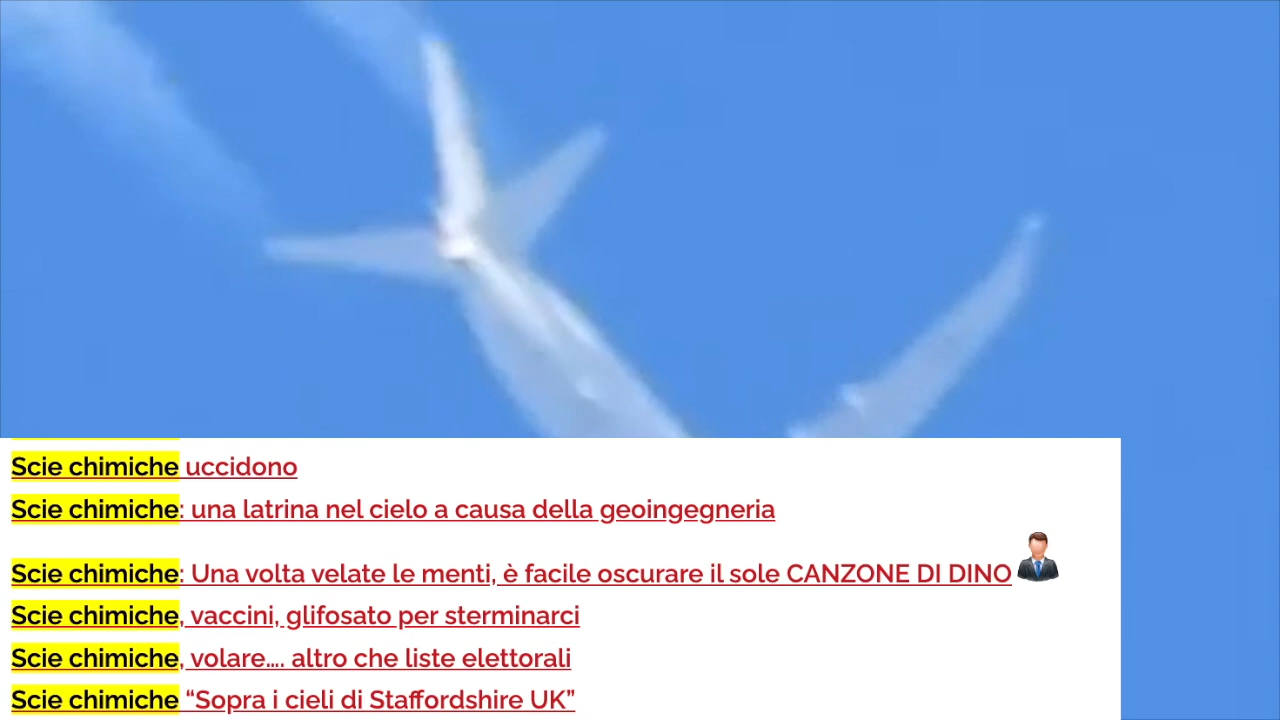 Scie chimiche uccidono
Scie chimiche: una latrina nel cielo a causa della geoingegneria
Scie chimiche: Una volta velate le menti, è facile oscurare il sole CANZONE DI DINO
Scie chimiche, vaccini, glifosato per sterminarci
Scie chimiche, volare.... altro che liste elettorali
Scie chimiche “Sopra i cieli di Staffordshire UK”